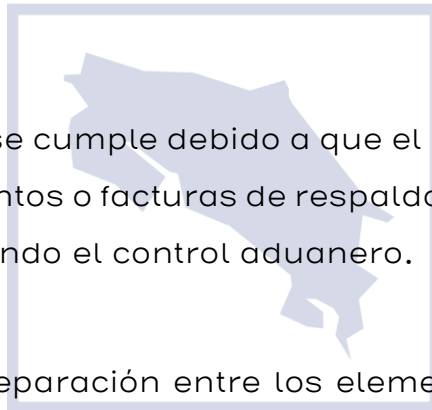 se cumple debido a que el
ntos o facturas de respaldo
ndo el control aduanero.
eparación entre los eleme